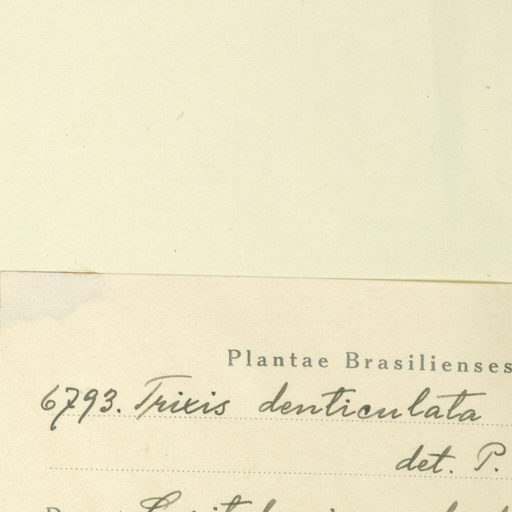 Plantae Brasilienses
6793. Trixis denticulata
det. P.